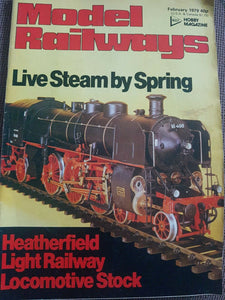 Model
Railways
February 1979 40p
HOBBY
MAGAZINE
Live Steam by Spring
Heatherfield
Light Railway
Locomotive Stock